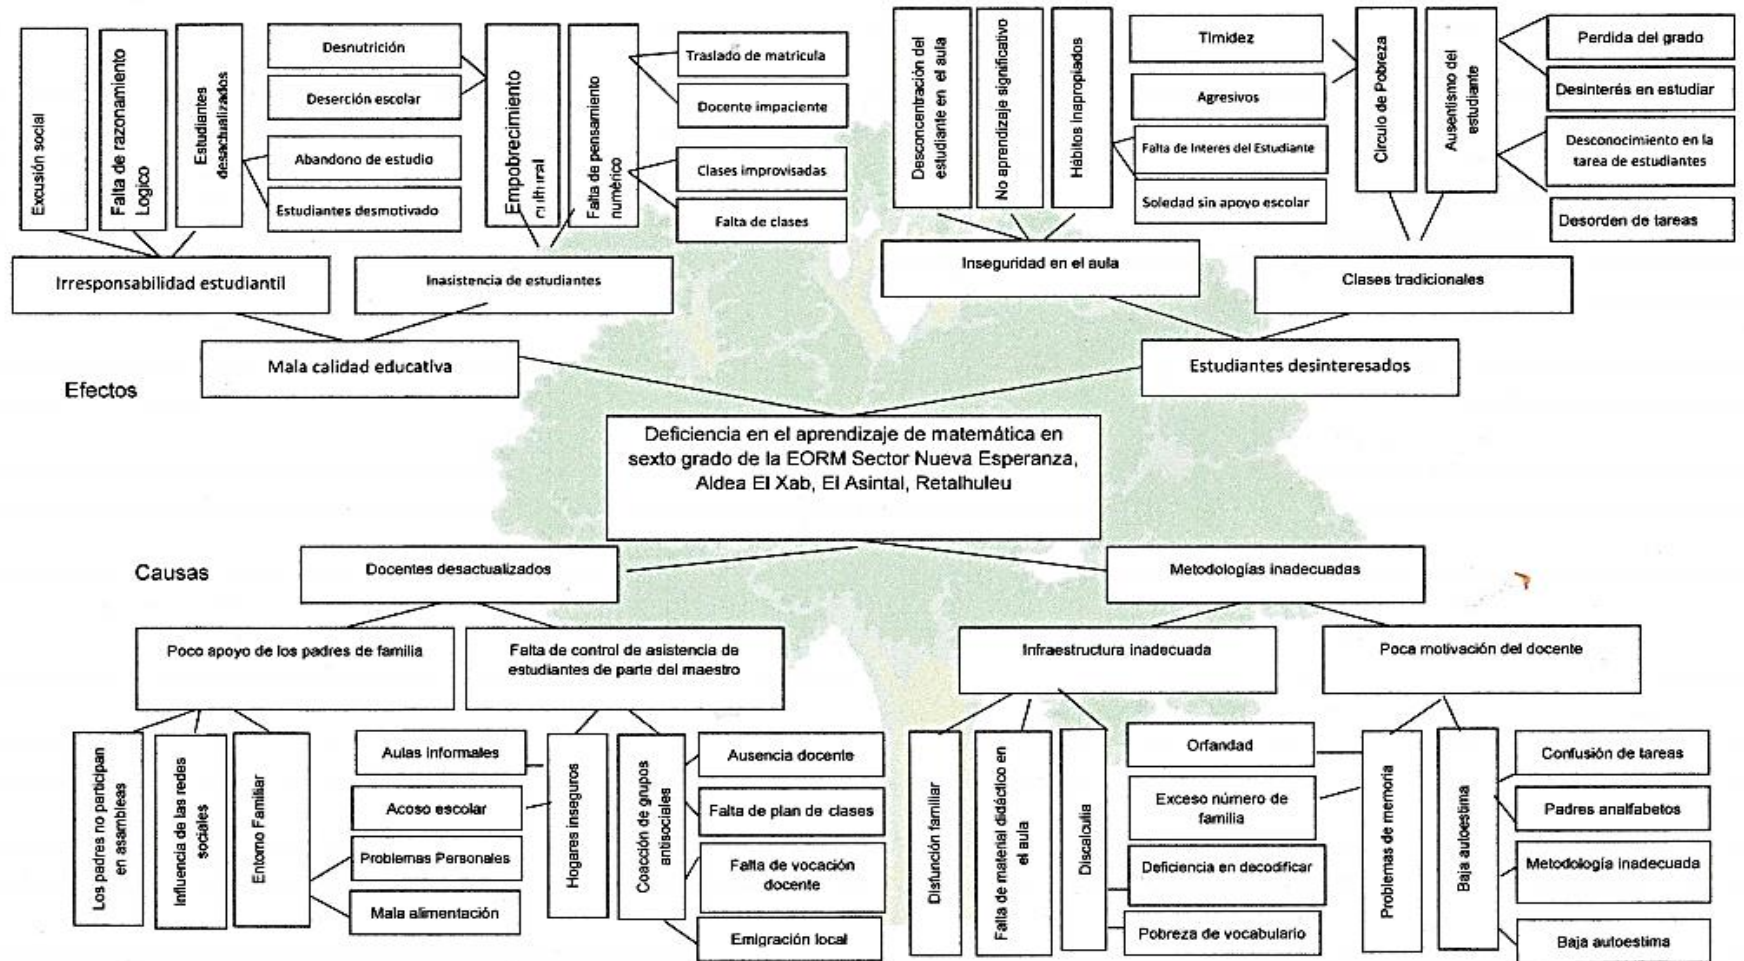 Excusión social
Falta de razonamiento
Logico
Estudiantes
desactualizados
Desnutrición
Deserción escolar
Abandono de estudio
Estudiantes desmotivado
Empobrecimiento
cultural
Falta de pensamiento
numérico
Traslado de matricula
Docente impaciente
Clases improvisadas
Falta de clases
Desconcentración del
estudiante en el aula
No aprendizaje significativo
Hábitos inapropiados
Timidez
Agresivos
Falta de Interes del Estudiante
Soledad sin apoyo escolar
Circulo de Pobreza
Ausentismo del
estudiante
Perdida del grado
Desinterés en estudiar
Desconocimiento en la
tarea de estudiantes
Desorden de tareas
Irresponsabilidad estudiantil
Inasistencia de estudiantes
Inseguridad en el aula
Clases tradicionales
Mala calidad educativa
Estudiantes desinteresados
Efectos
Deficiencia en el aprendizaje de matemática en
sexto grado de la EORM Sector Nueva Esperanza,
Aldea El Xab, El Asintal, Retalhuleu
Causas
Docentes desactualizados
Metodologías inadecuadas
Poco apoyo de los padres de familia
Falta de control de asistencia de
estudiantes de parte del maestro
Infraestructura inadecuada
Poca motivación del docente
Los padres no participan
en asambleas
Influencia de las redes
sociales
Entorno Familiar
Aulas informales
Acoso escolar
Problemas Personales
Mala alimentación
Hogares inseguros
Coacción de grupos
antisociales
Ausencia docente
Falta de plan de clases
Falta de vocación
docente
Emigración local
Disfunción familiar
Falta de material didáctico en
el aula
Discalculia
Orfandad
Exceso número de
familia
Deficiencia en decodificar
Pobreza de vocabulario
Problemas de memoria
Baja autoestima
Confusión de tareas
Padres analfabetos
Metodología inadecuada
Baja autoestima